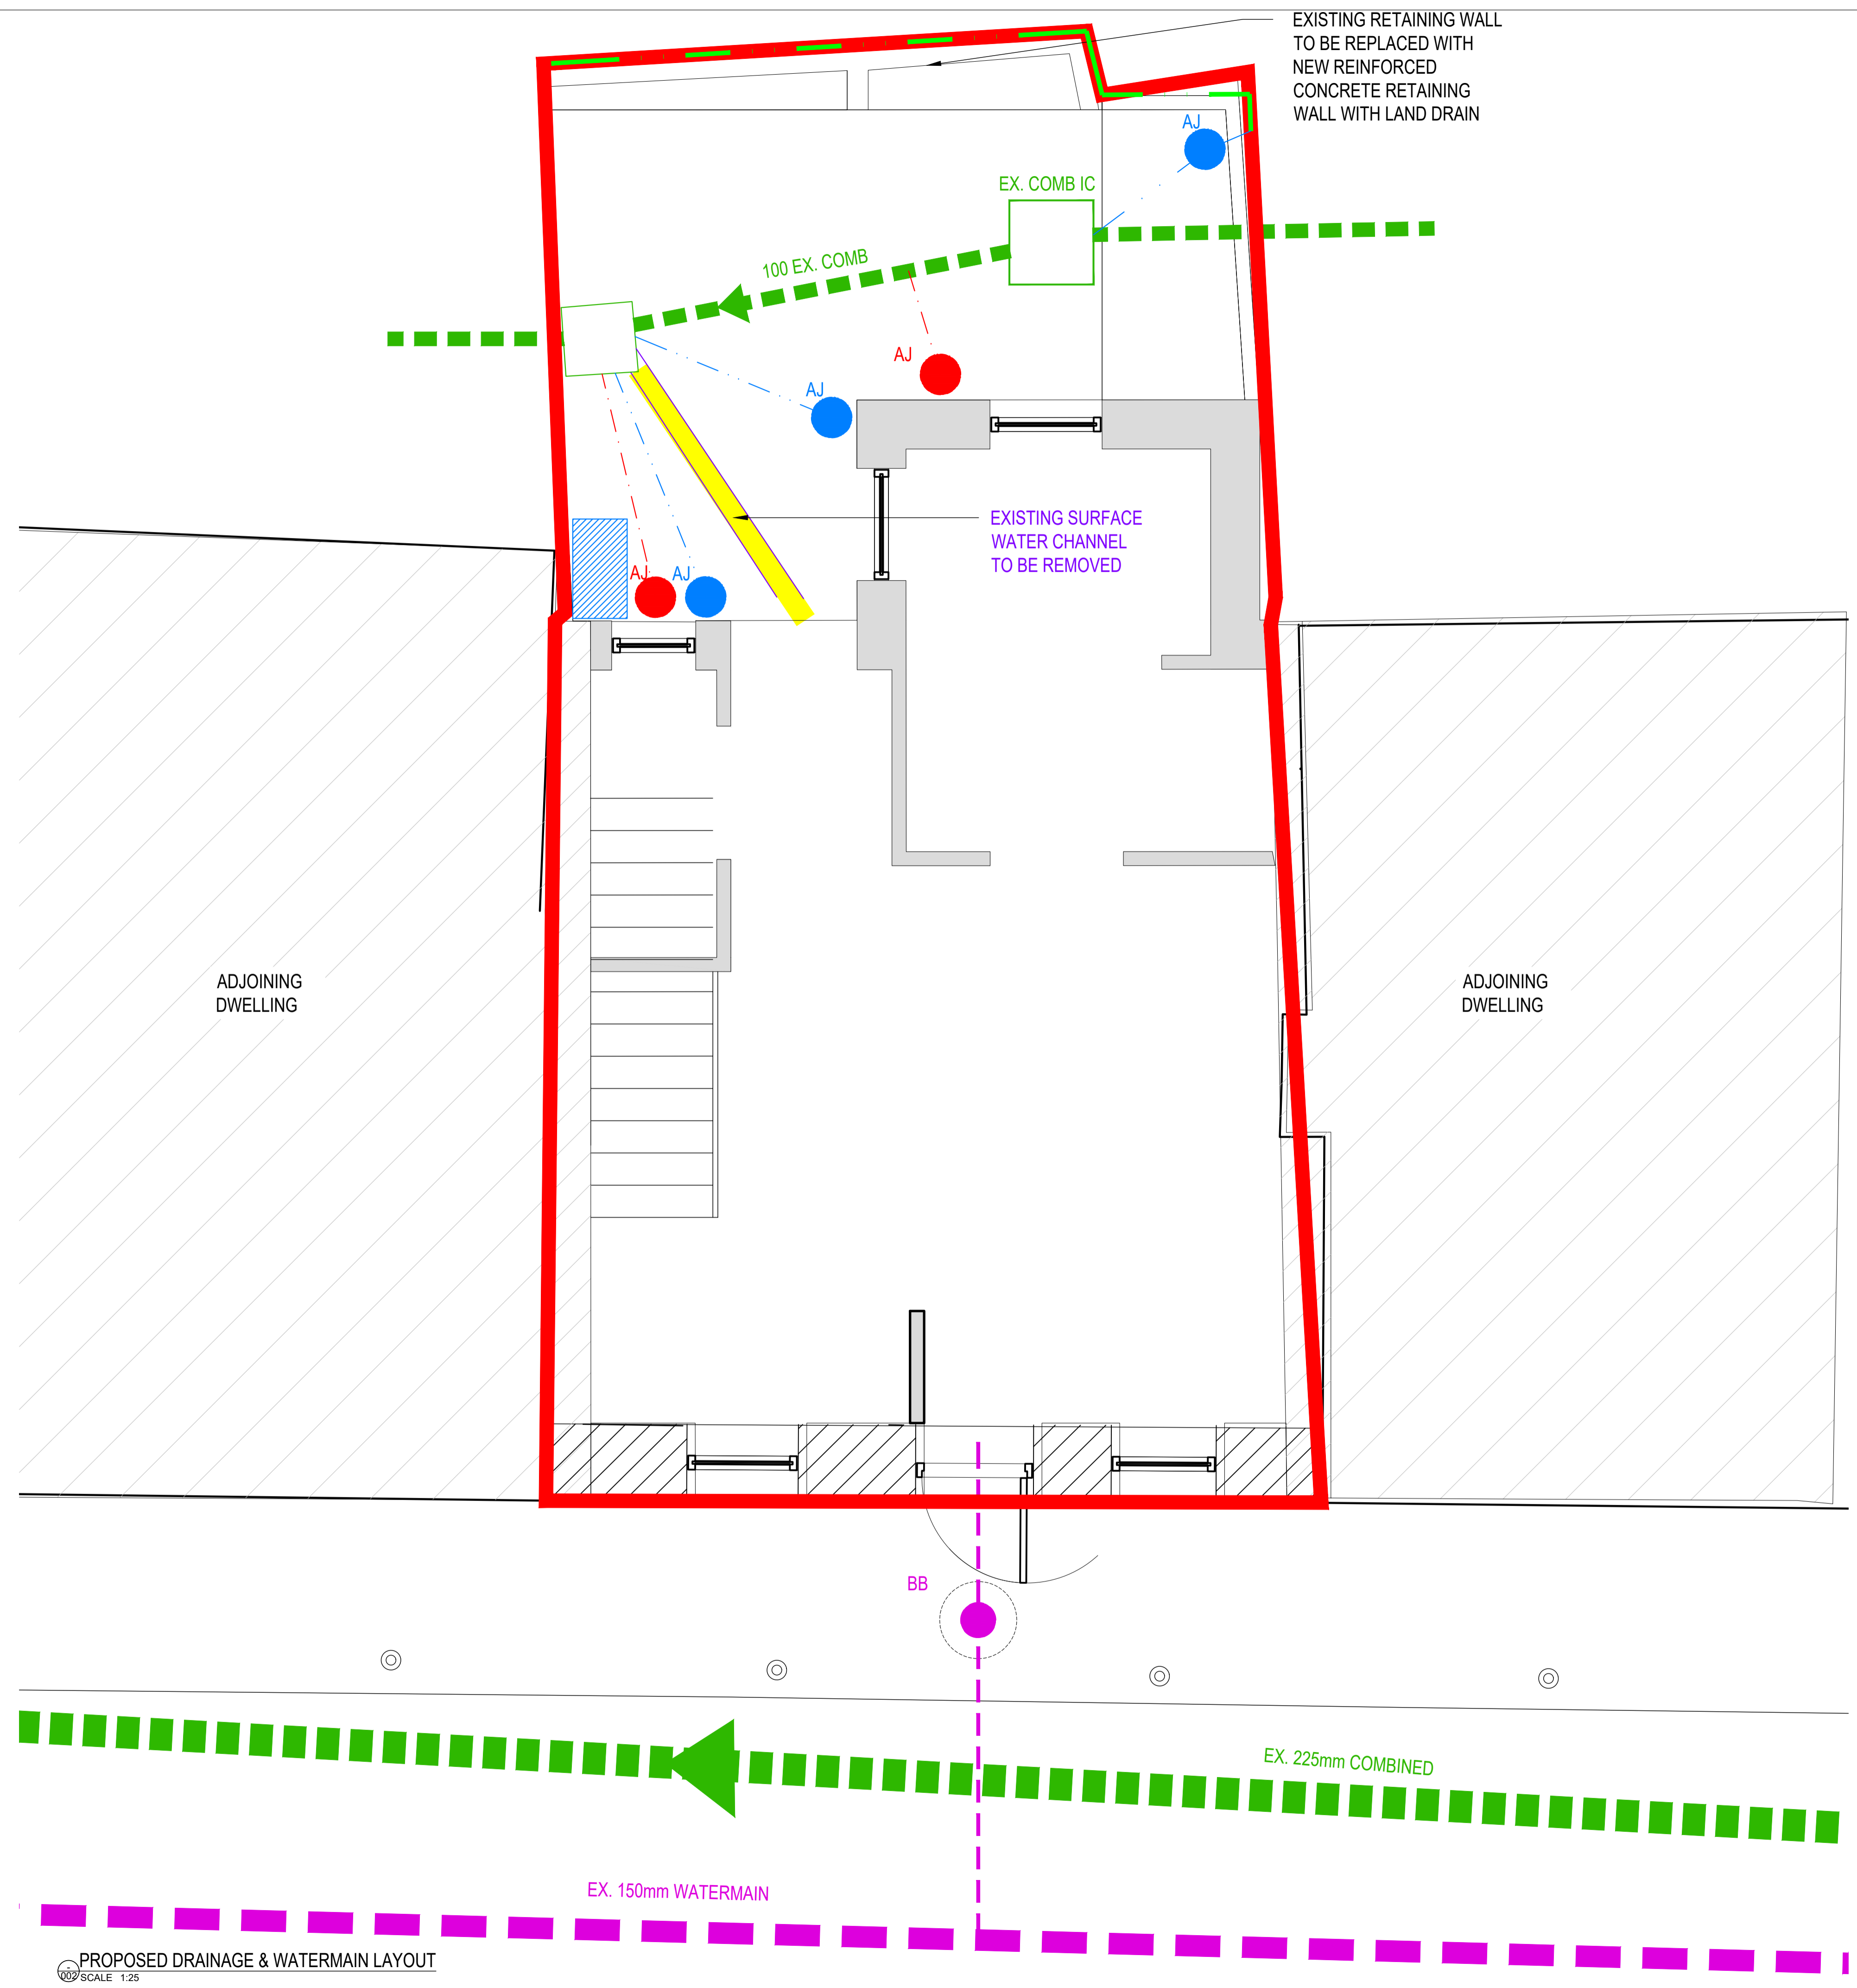 EXISTING RETAINING WALL
TO BE REPLACED WITH
NEW REINFORCED
CONCRETE RETAINING
WALL WITH LAND DRAIN
AJ
EX. COMB IC
100 EX. COMB
AJ
AJ
EXISTING SURFACE
WATER CHANNEL
TO BE REMOVED
AJ
AJ
ADJOINING
DWELLING
ADJOINING
DWELLING
BB
EX. 225mm COMBINED
EX. 150mm WATERMAIN
PROPOSED DRAINAGE & WATERMAIN LAYOUT
-
002
SCALE 1:25